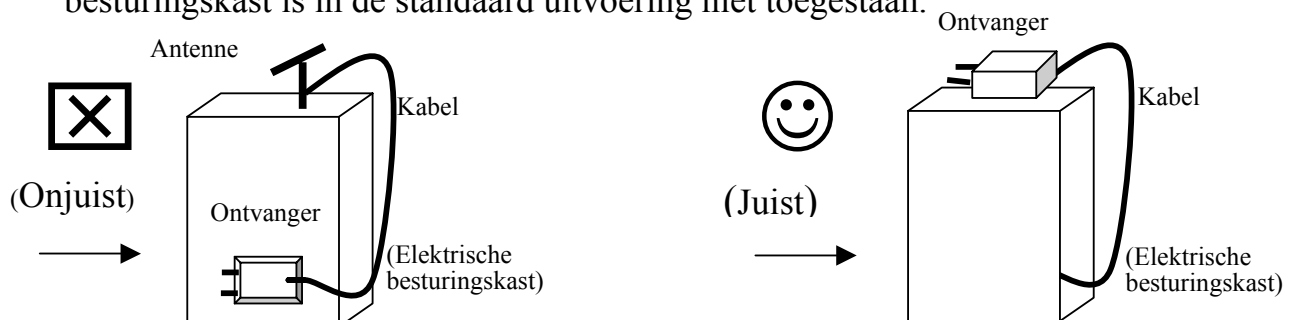 besturingskast is in de standaard uitvoering niet toegestaan.
Antenne
Kabel
(Onjuist)
Ontvanger
(Elektrische
besturingskast)
Ontvanger
Kabel
(Juist)
(Elektrische
besturingskast)